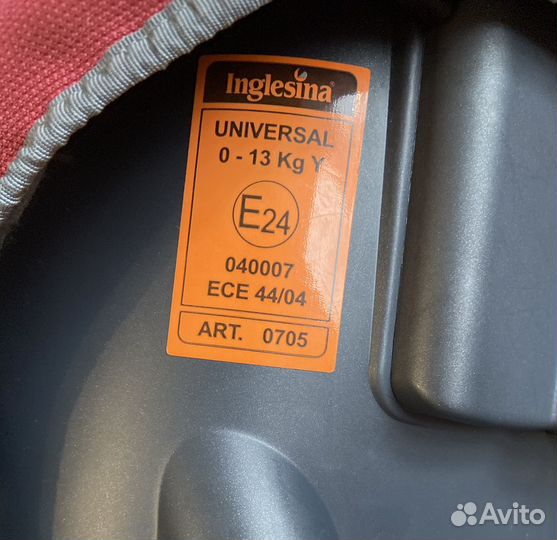 Inglesina
UNIVERSAL
0 - 13 Kg Y
E24
040007
ECE 44/04
ART. 0705
Avito